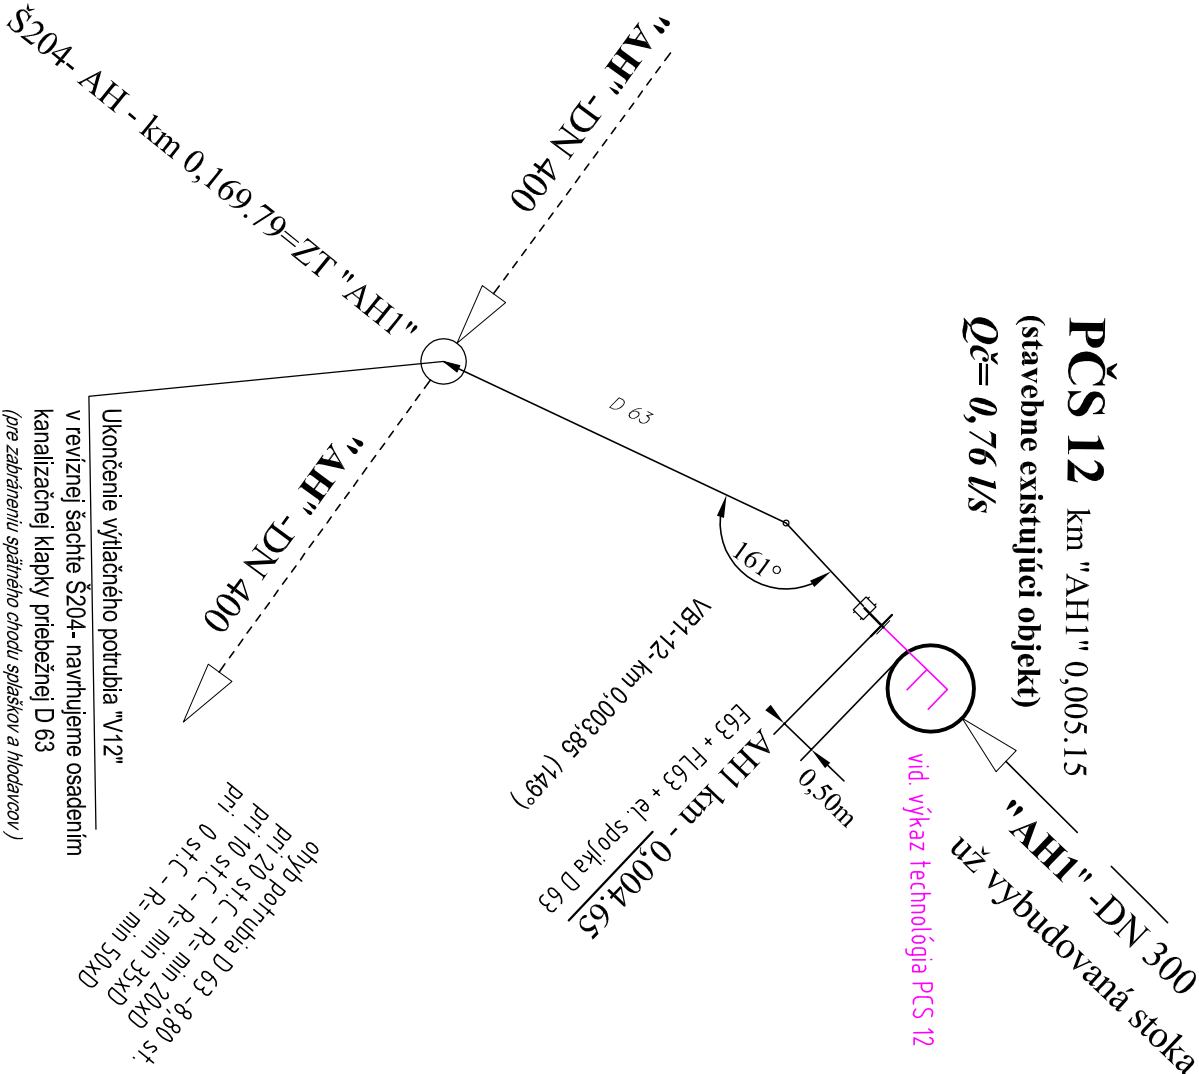 PČS 12 km "AH1" 0,005.15
(stavebne existujúci objekt)
Qč= 0,76 l/s
"AH" -DN 400
Š204- AH - km 0,169.79=ZT "AH1"
D 63
161°
"AH" -DN 400
VB1-12- km 0,003,85 (149°)
E63 + FL63 + el. spojka D 63
AH1 km - 0,004.65
0,50m
vid. výkaz technológia PCS 12
"AH1" -DN 300
už vybudovaná stoka
Ukončenie výtlačného potrubia "V12"
v revíznej šachte Š204- navrhujeme osadením
kanalizačnej klapky priebežnej D 63
(pre zabráneniu spätného chodu splaškov a hlodavcov )
ohyb potrubia D 63 -8,80 st.
pri 20 st.C - R= min 20xD
pri 10 st.C - R= min 35xD
pri 0 st.C - R= min 50xD